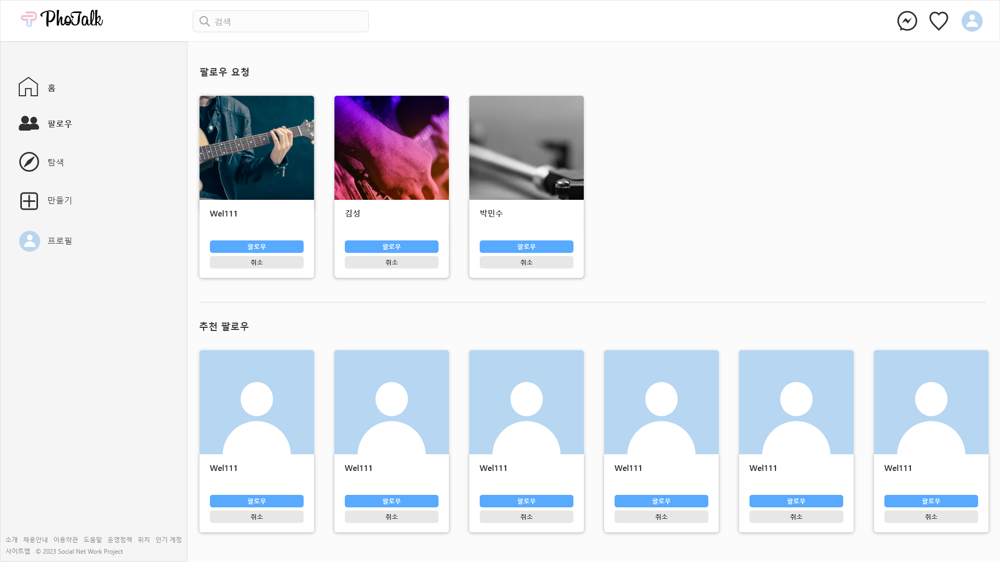 PhoTalk
검색
홈
팔로우
탐색
만들기
프로필
팔로우 요청
Wel111
팔로우
취소
김성
팔로우
취소
박민수
팔로우
취소
추천 팔로우
Wel111
팔로우
취소
Wel111
팔로우
취소
Wel111
팔로우
취소
Wel111
팔로우
취소
Wel111
팔로우
취소
Wel111
팔로우
취소
소개 채용안내 이용약관 도움말 운영정책 위치 인기 계정
사이트맵 © 2023 Social Net Work Project